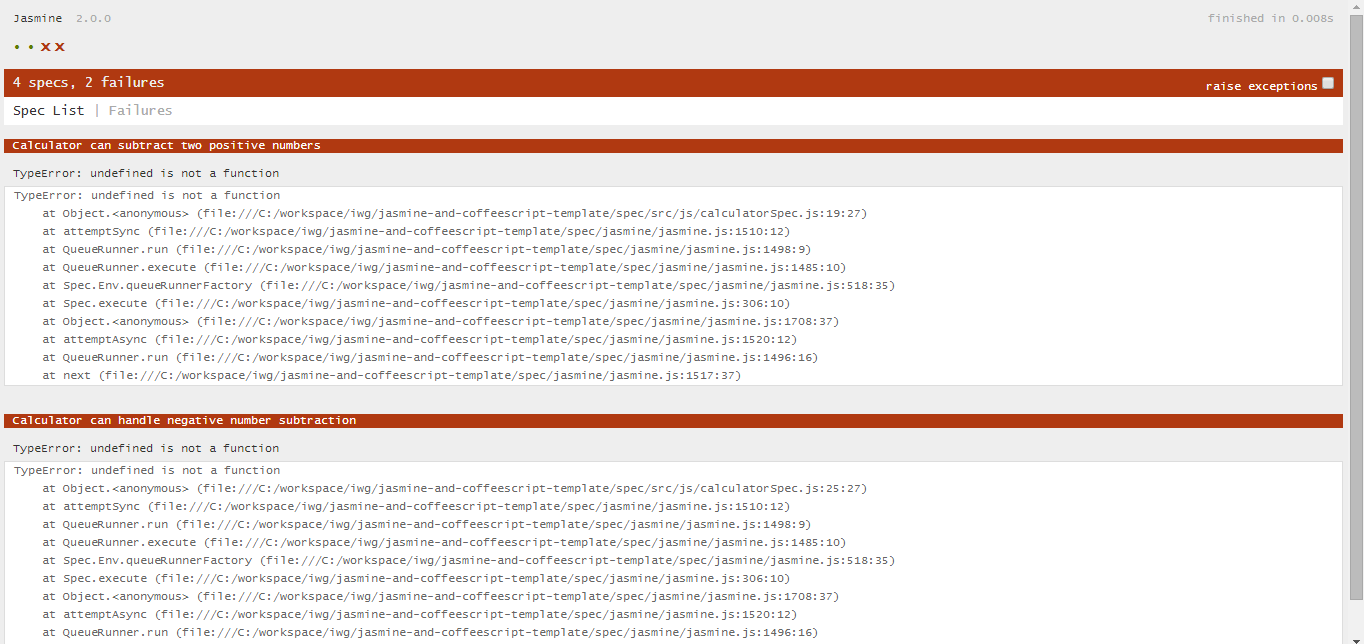 Jasmine 2.0.0 finished in 0.008s
• • x x
4 specs, 2 failures raise exceptions
Spec List | Failures
Calculator can subtract two positive numbers
TypeError: undefined is not a function
TypeError: undefined is not a function
at Object.<anonymous> (file:///C:/workspace/iwg/jasmine-and-coffeescript-template/spec/src/js/calculatorSpec.js:19:27)
at attemptSync (file:///C:/workspace/iwg/jasmine-and-coffeescript-template/spec/jasmine/jasmine.js:1510:12)
at QueueRunner.run (file:///C:/workspace/iwg/jasmine-and-coffeescript-template/spec/jasmine/jasmine.js:1498:9)
at QueueRunner.execute (file:///C:/workspace/iwg/jasmine-and-coffeescript-template/spec/jasmine/jasmine.js:1485:10)
at Spec.Env.queueRunnerFactory (file:///C:/workspace/iwg/jasmine-and-coffeescript-template/spec/jasmine/jasmine.js:518:35)
at Spec.execute (file:///C:/workspace/iwg/jasmine-and-coffeescript-template/spec/jasmine/jasmine.js:306:10)
at Object.<anonymous> (file:///C:/workspace/iwg/jasmine-and-coffeescript-template/spec/jasmine/jasmine.js:1708:37)
at attemptAsync (file:///C:/workspace/iwg/jasmine-and-coffeescript-template/spec/jasmine/jasmine.js:1520:12)
at QueueRunner.run (file:///C:/workspace/iwg/jasmine-and-coffeescript-template/spec/jasmine/jasmine.js:1496:16)
at next (file:///C:/workspace/iwg/jasmine-and-coffeescript-template/spec/jasmine/jasmine.js:1517:37)
Calculator can handle negative number subtraction
TypeError: undefined is not a function
TypeError: undefined is not a function
at Object.<anonymous> (file:///C:/workspace/iwg/jasmine-and-coffeescript-template/spec/src/js/calculatorSpec.js:25:27)
at attemptSync (file:///C:/workspace/iwg/jasmine-and-coffeescript-template/spec/jasmine/jasmine.js:1510:12)
at QueueRunner.run (file:///C:/workspace/iwg/jasmine-and-coffeescript-template/spec/jasmine/jasmine.js:1498:9)
at QueueRunner.execute (file:///C:/workspace/iwg/jasmine-and-coffeescript-template/spec/jasmine/jasmine.js:1485:10)
at Spec.Env.queueRunnerFactory (file:///C:/workspace/iwg/jasmine-and-coffeescript-template/spec/jasmine/jasmine.js:518:35)
at Spec.execute (file:///C:/workspace/iwg/jasmine-and-coffeescript-template/spec/jasmine/jasmine.js:306:10)
at Object.<anonymous> (file:///C:/workspace/iwg/jasmine-and-coffeescript-template/spec/jasmine/jasmine.js:1708:37)
at attemptAsync (file:///C:/workspace/iwg/jasmine-and-coffeescript-template/spec/jasmine/jasmine.js:1520:12)
at QueueRunner.run (file:///C:/workspace/iwg/jasmine-and-coffeescript-template/spec/jasmine/jasmine.js:1496:16)